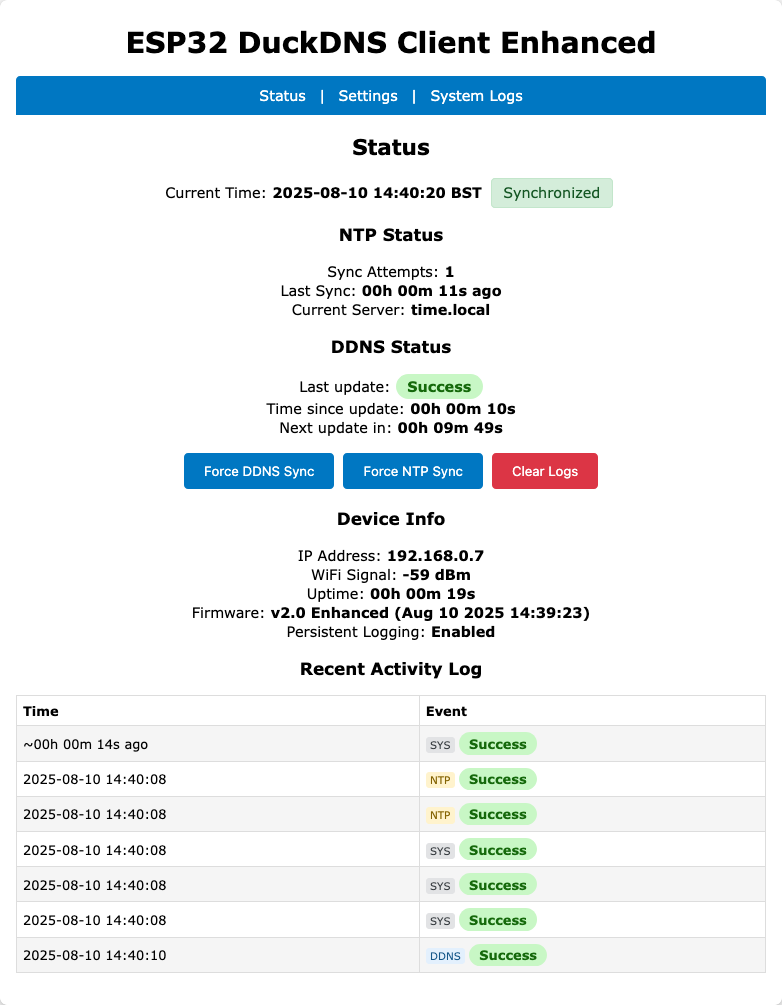 ESP32 DuckDNS Client Enhanced
Status | Settings | System Logs
Status
Current Time: 2025-08-10 14:40:20 BST Synchronized
NTP Status
Sync Attempts: 1
Last Sync: 00h 00m 11s ago
Current Server: time.local
DDNS Status
Last update: Success
Time since update: 00h 00m 10s
Next update in: 00h 09m 49s
Force DDNS Sync Force NTP Sync Clear Logs
Device Info
IP Address: 192.168.0.7
WiFi Signal: -59 dBm
Uptime: 00h 00m 19s
Firmware: v2.0 Enhanced (Aug 10 2025 14:39:23)
Persistent Logging: Enabled
Recent Activity Log
Time Event
~00h 00m 14s ago SYS Success
2025-08-10 14:40:08 NTP Success
2025-08-10 14:40:08 NTP Success
2025-08-10 14:40:08 SYS Success
2025-08-10 14:40:08 SYS Success
2025-08-10 14:40:08 SYS Success
2025-08-10 14:40:10 DDNS Success